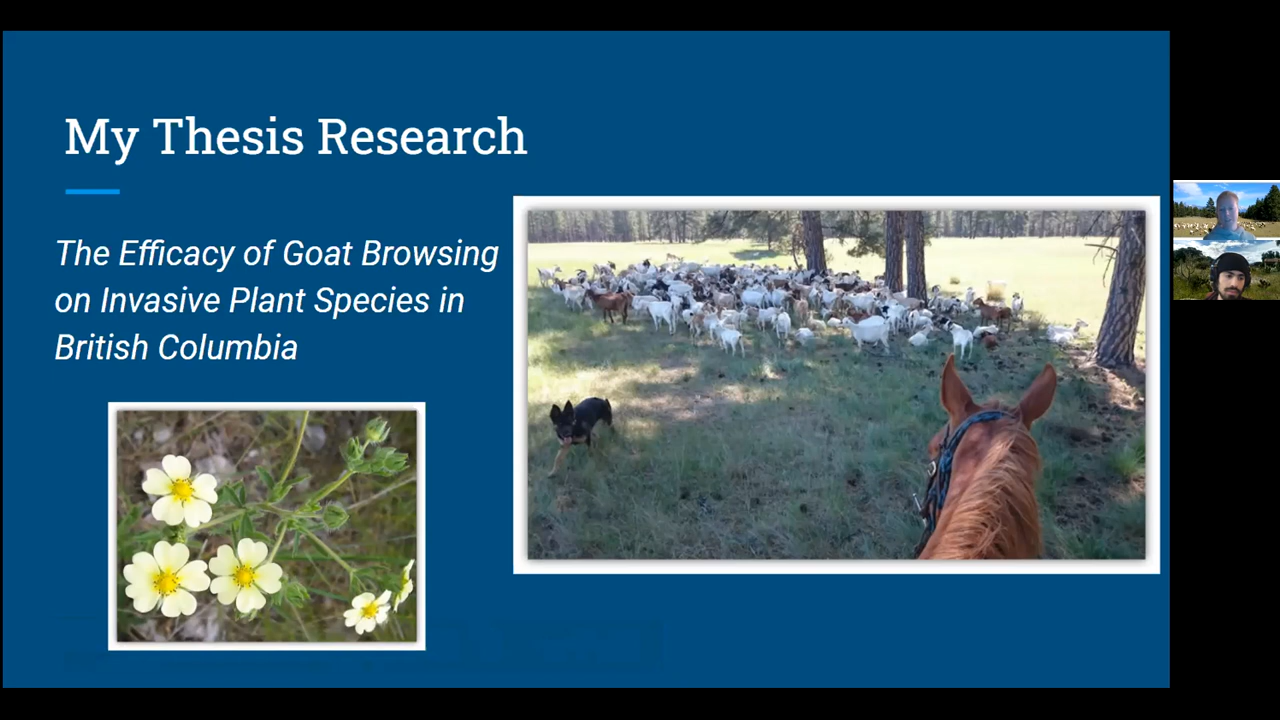 My Thesis Research
The Efficacy of Goat Browsing
on Invasive Plant Species in
British Columbia